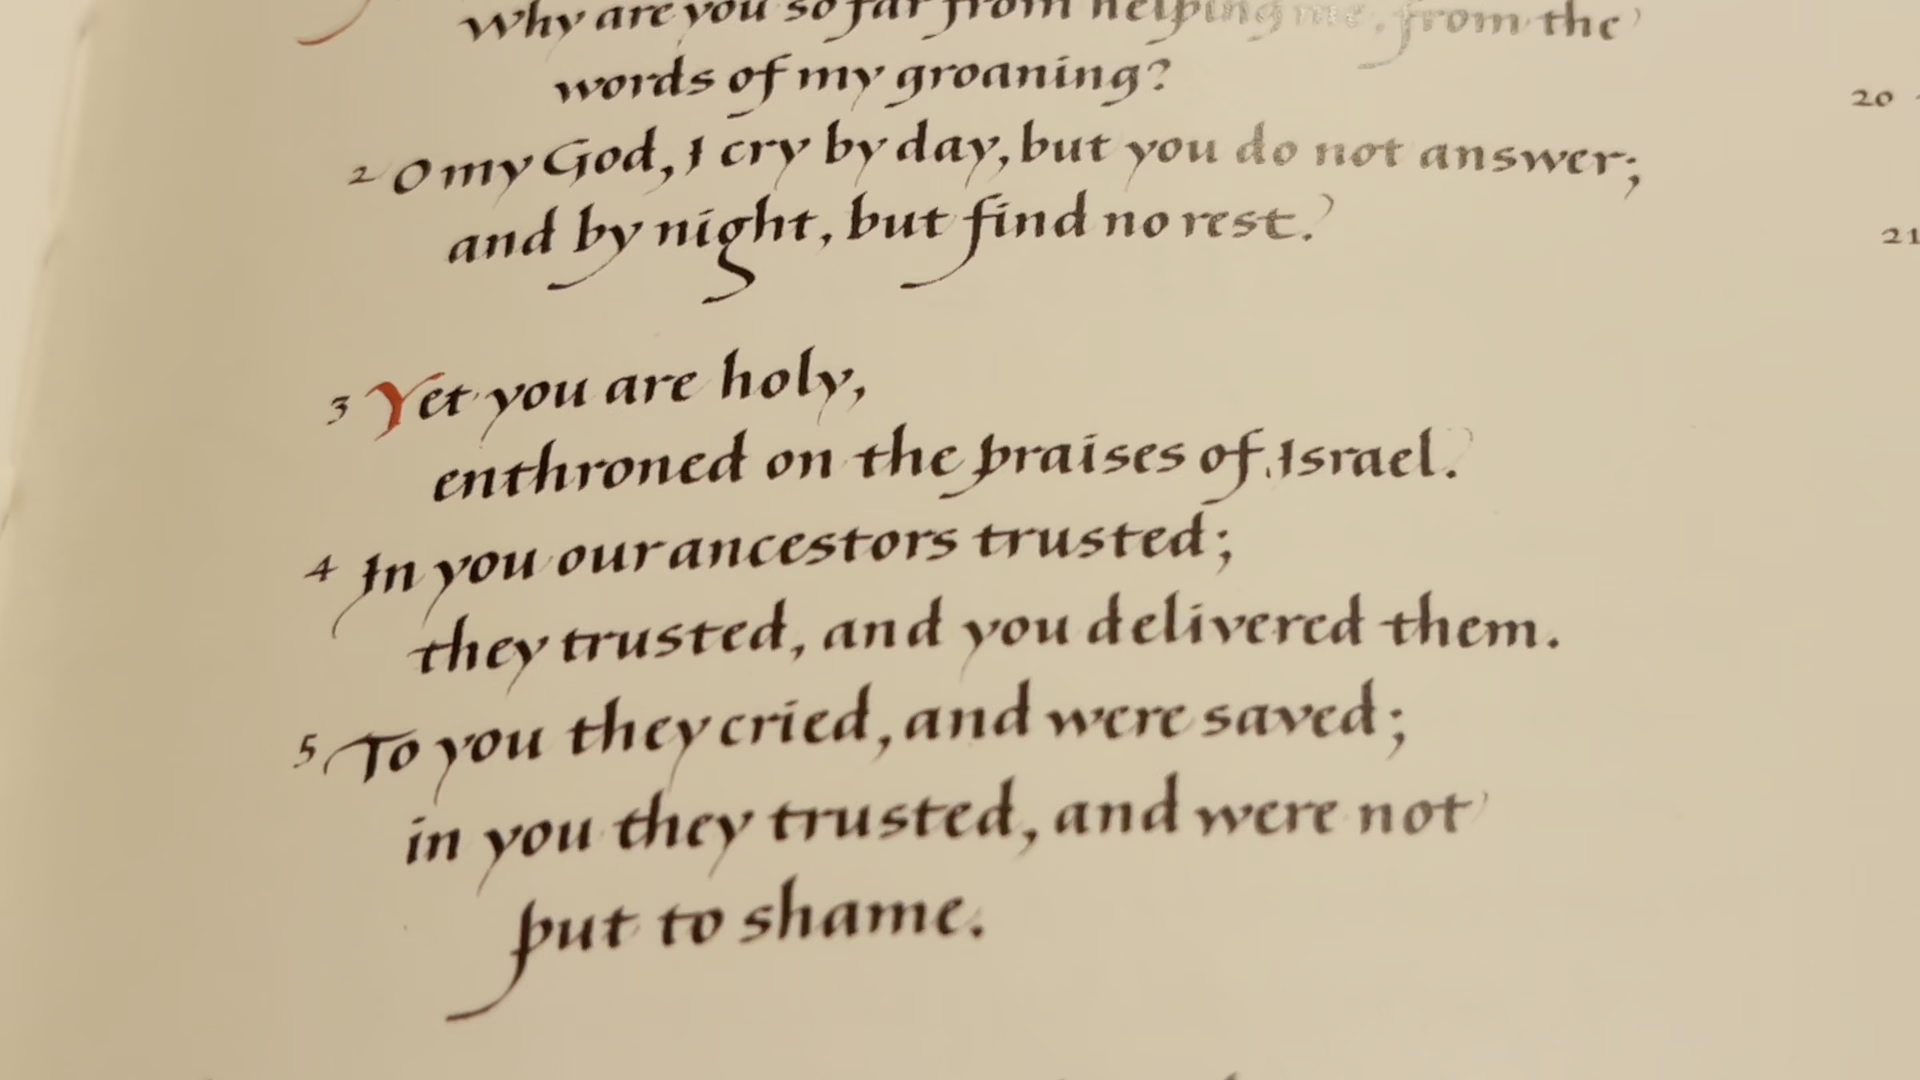 Why are you so far from helping me, from the
words of my groaning?
2 O my God, I cry by day, but you do not answer;
and by night, but find no rest.
3 Yet you are holy,
enthroned on the praises of Israel.
4 In you our ancestors trusted;
they trusted, and you delivered them.
5 To you they cried, and were saved;
in you they trusted, and were not
put to shame.
20
21